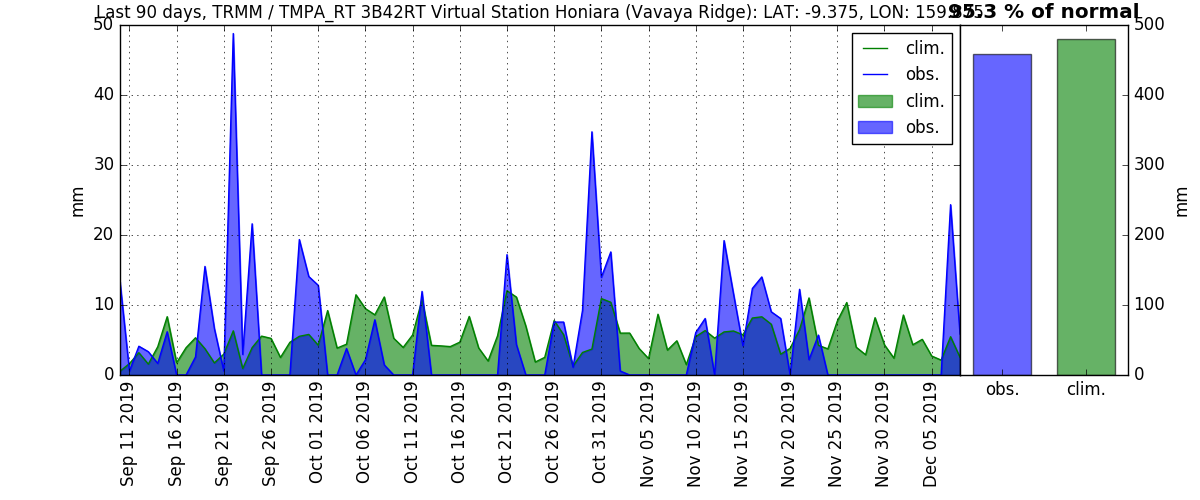 Last 90 days, TRMM / TMPA_RT 3B42RT Virtual Station Honiara (Vavaya Ridge): LAT: -9.375, LON: 159.875
95.3 % of normal
50
40
30
20
10
0
mm
clim.
obs.
clim.
obs.
500
400
300
200
100
0
mm
obs.
clim.
Sep 11 2019
Sep 16 2019
Sep 21 2019
Sep 26 2019
Oct 01 2019
Oct 06 2019
Oct 11 2019
Oct 16 2019
Oct 21 2019
Oct 26 2019
Oct 31 2019
Nov 05 2019
Nov 10 2019
Nov 15 2019
Nov 20 2019
Nov 25 2019
Nov 30 2019
Dec 05 2019